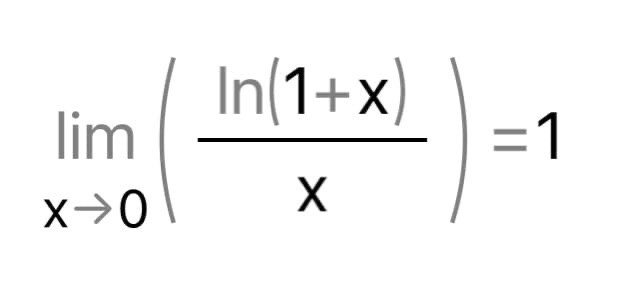 lim x→0 ( ln(1+x) / x ) = 1